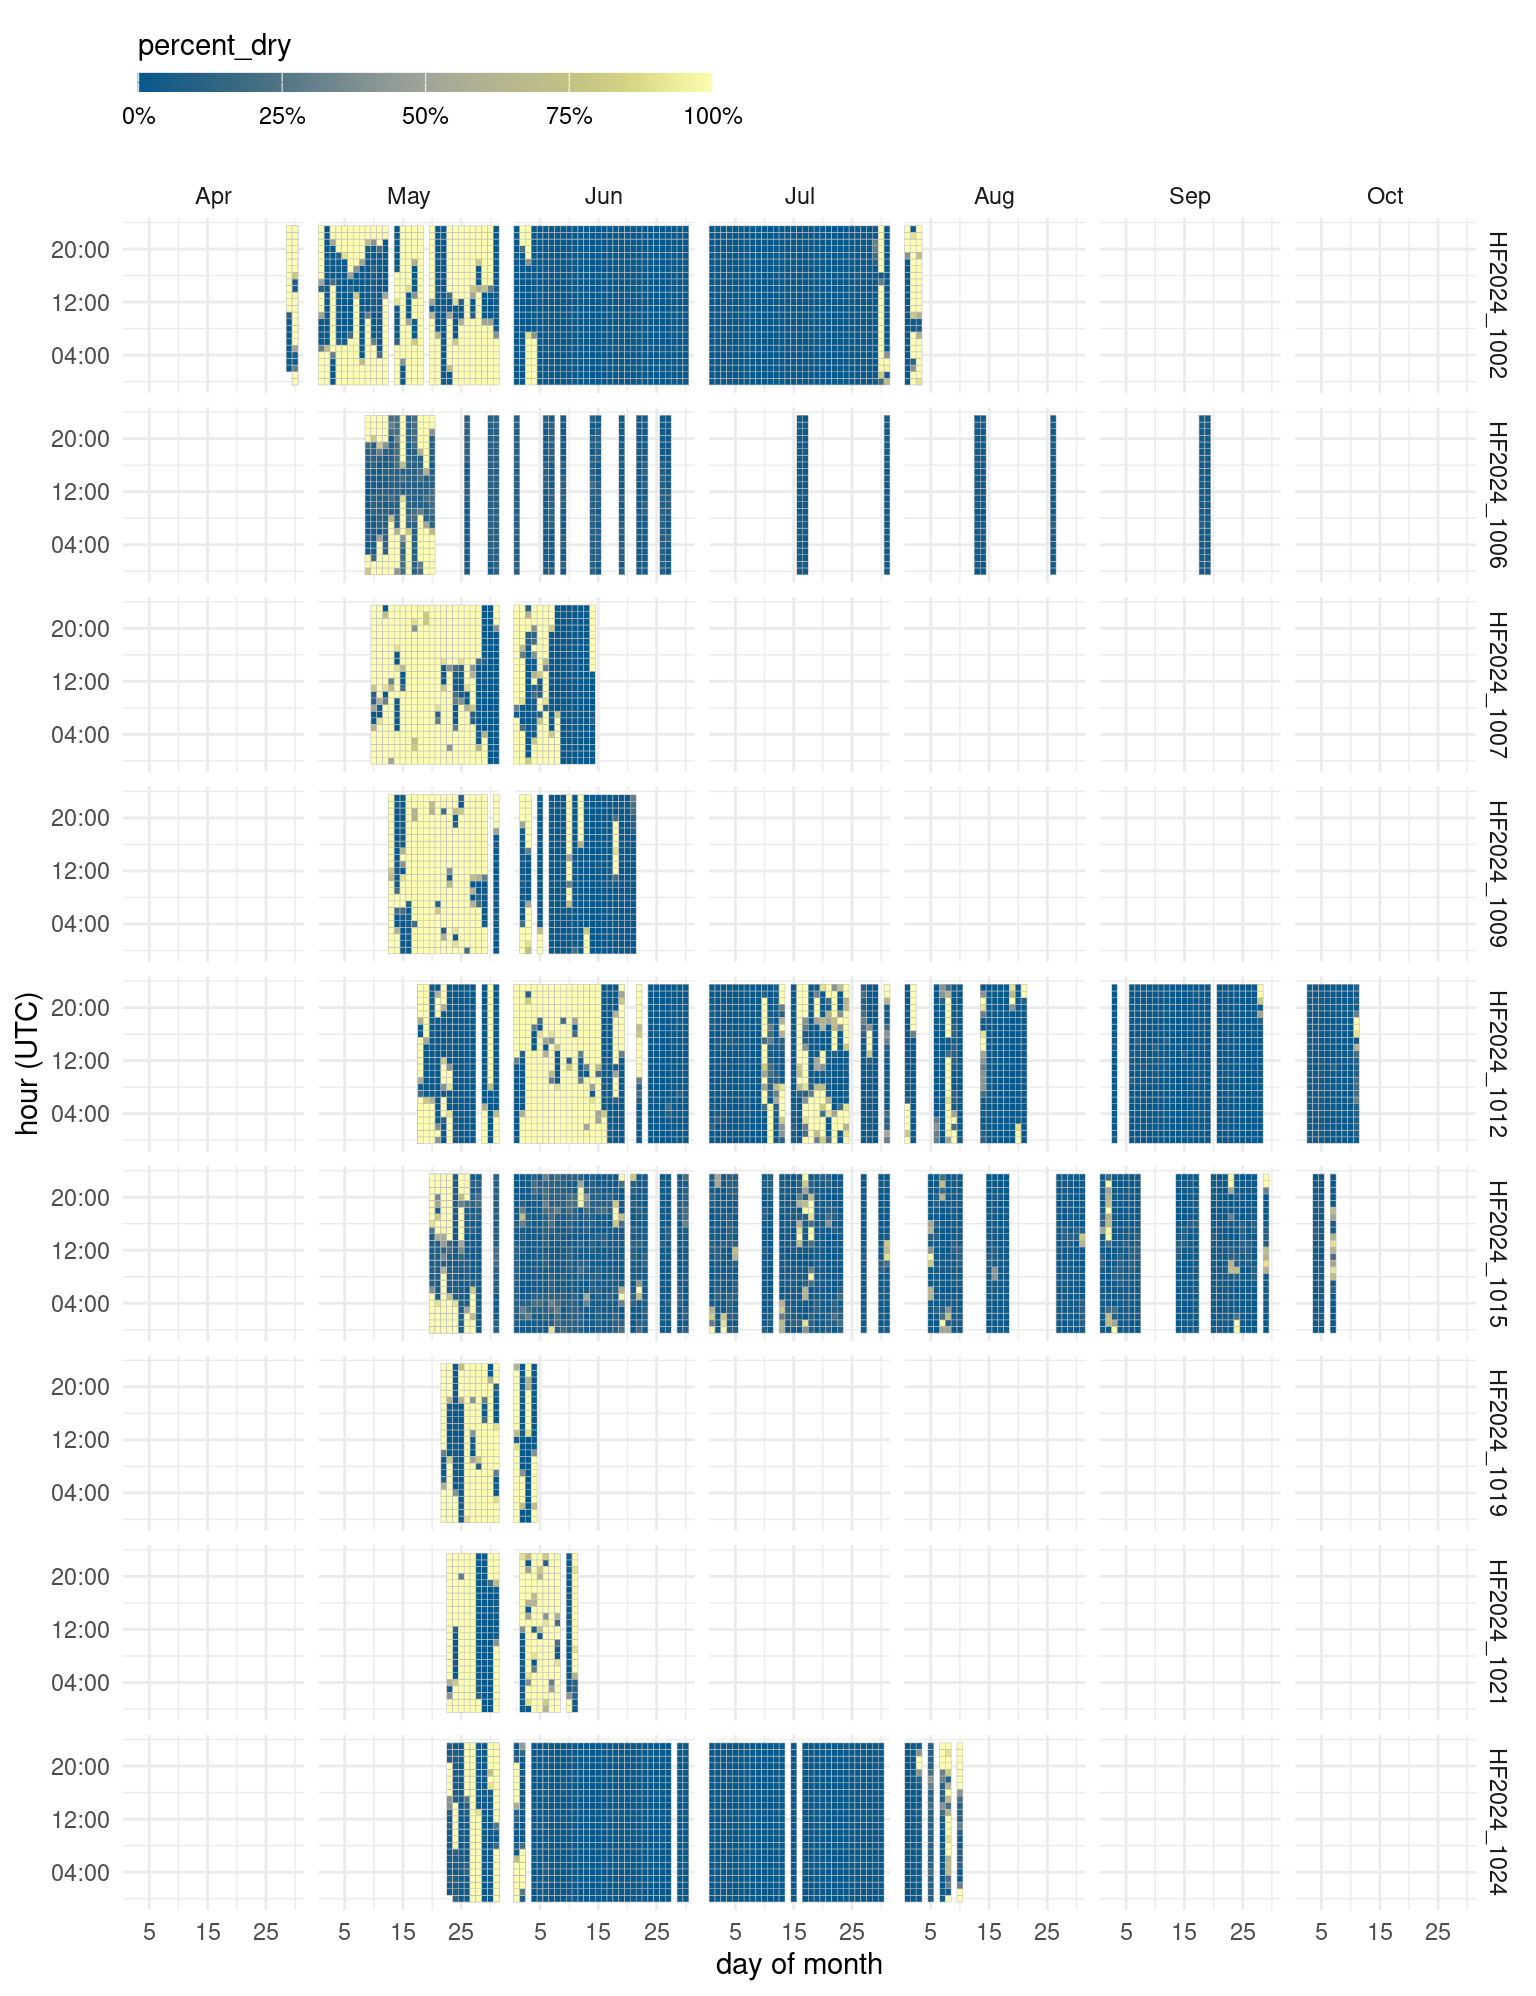 percent_dry
0% 25% 50% 75% 100%
Apr May Jun Jul Aug Sep Oct
hour (UTC)
20:00
12:00
04:00
HF2024_1002
20:00
12:00
04:00
HF2024_1006
20:00
12:00
04:00
HF2024_1007
20:00
12:00
04:00
HF2024_1009
20:00
12:00
04:00
HF2024_1012
20:00
12:00
04:00
HF2024_1015
20:00
12:00
04:00
HF2024_1019
20:00
12:00
04:00
HF2024_1021
20:00
12:00
04:00
HF2024_1024
5 15 25 5 15 25 5 15 25 5 15 25 5 15 25 5 15 25 5 15 25
day of month